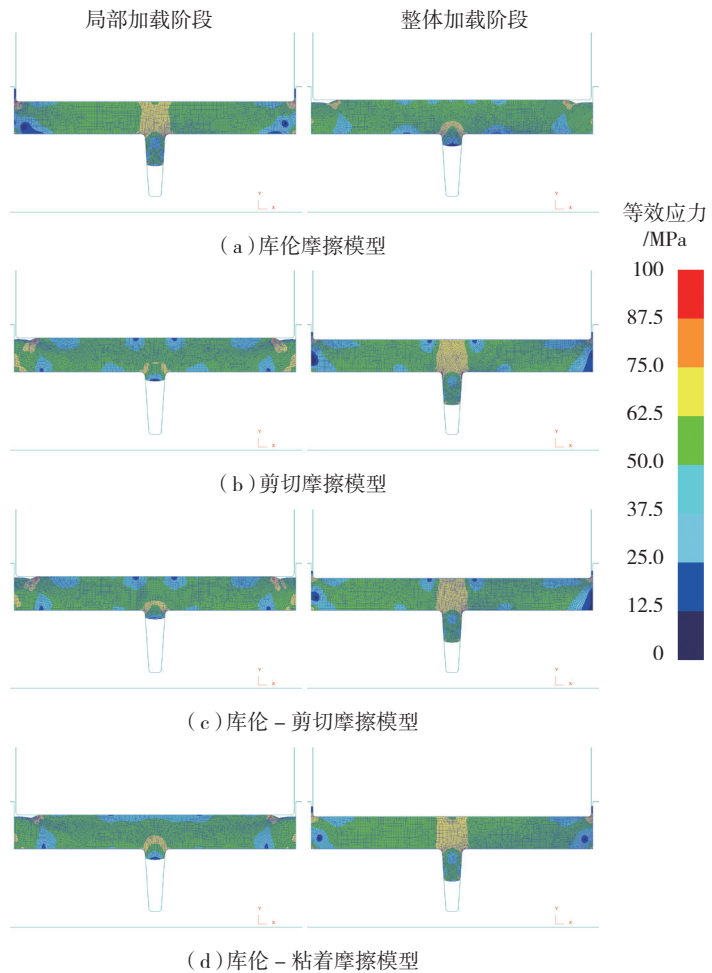 局部加载阶段
整体加载阶段
Y
X
Y
X
（a）库伦摩擦模型
Y
X
Y
X
（b）剪切摩擦模型
Y
X
Y
X
（c）库伦－剪切摩擦模型
Y
X
Y
X
（d）库伦－粘着摩擦模型
等效应力
/MPa
100
87.5
75.0
62.5
50.0
37.5
25.0
12.5
0